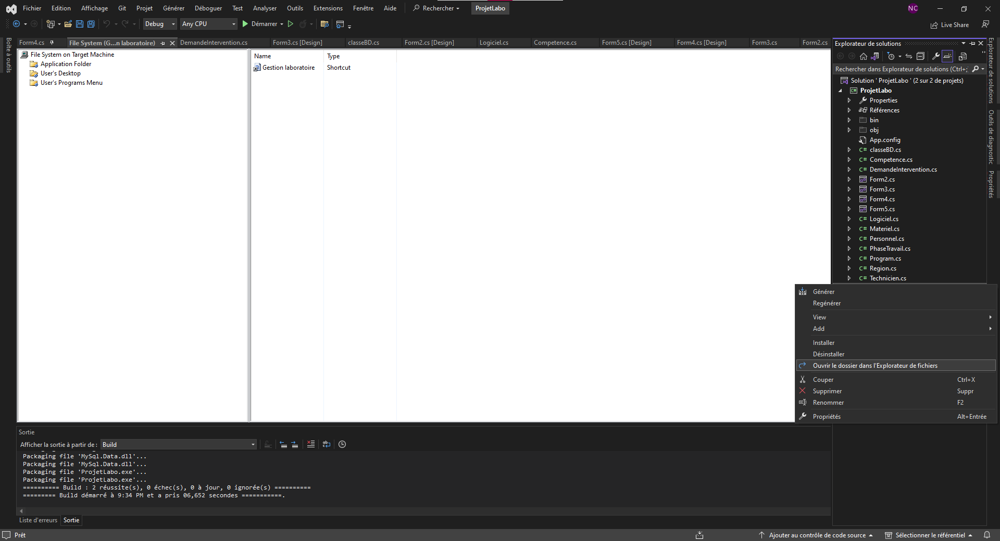 Fichier Edition Affichage Git Projet Générer Déboguer Test Analyser Outils Extensions Fenêtre Aide Rechercher ProjetLabo NC
Debug Any CPU Démarrer Live Share
Boîte à outils
Form4.cs File System (G...n laboratoire) DemandeIntervention.cs Form3.cs [Design] classeBD.cs Form2.cs [Design] Logiciel.cs Competence.cs Form5.cs [Design] Form4.cs [Design] Form3.cs Form2.cs
File System on Target Machine
Application Folder
User's Desktop
User's Programs Menu
Name Type
Gestion laboratoire Shortcut
Explorateur de solutions
Rechercher dans Explorateur de solutions (Ctrl+;
Solution ' ProjetLabo ' (2 sur 2 de projets)
ProjetLabo
Properties
Références
bin
obj
App.config
classeBD.cs
Competence.cs
DemandeIntervention.cs
Form2.cs
Form3.cs
Form4.cs
Form5.cs
Logiciel.cs
Materiel.cs
Personnel.cs
PhaseTravail.cs
Program.cs
Region.cs
Technicien.cs
Explorateur de solutions
Outils de diagnostic
Propriétés
Générer
Regénérer
View
Add
Installer
Désinstaller
Ouvrir le dossier dans l'Explorateur de fichiers
Couper Ctrl+X
Supprimer Suppr
Renommer F2
Propriétés Alt+Entrée
Sortie
Afficher la sortie à partir de : Build
Packaging file 'MySql.Data.dll'...
Packaging file 'MySql.Data.dll'...
Packaging file 'ProjetLabo.exe'...
Packaging file 'ProjetLabo.exe'...
========== Build : 2 réussite(s), 0 échec(s), 0 à jour, 0 ignorée(s) ==========
========= Build démarré à 9:34 PM et a pris 06,652 secondes ===========.
Liste d'erreurs Sortie
Prêt Ajouter au contrôle de code source Sélectionner le référentiel